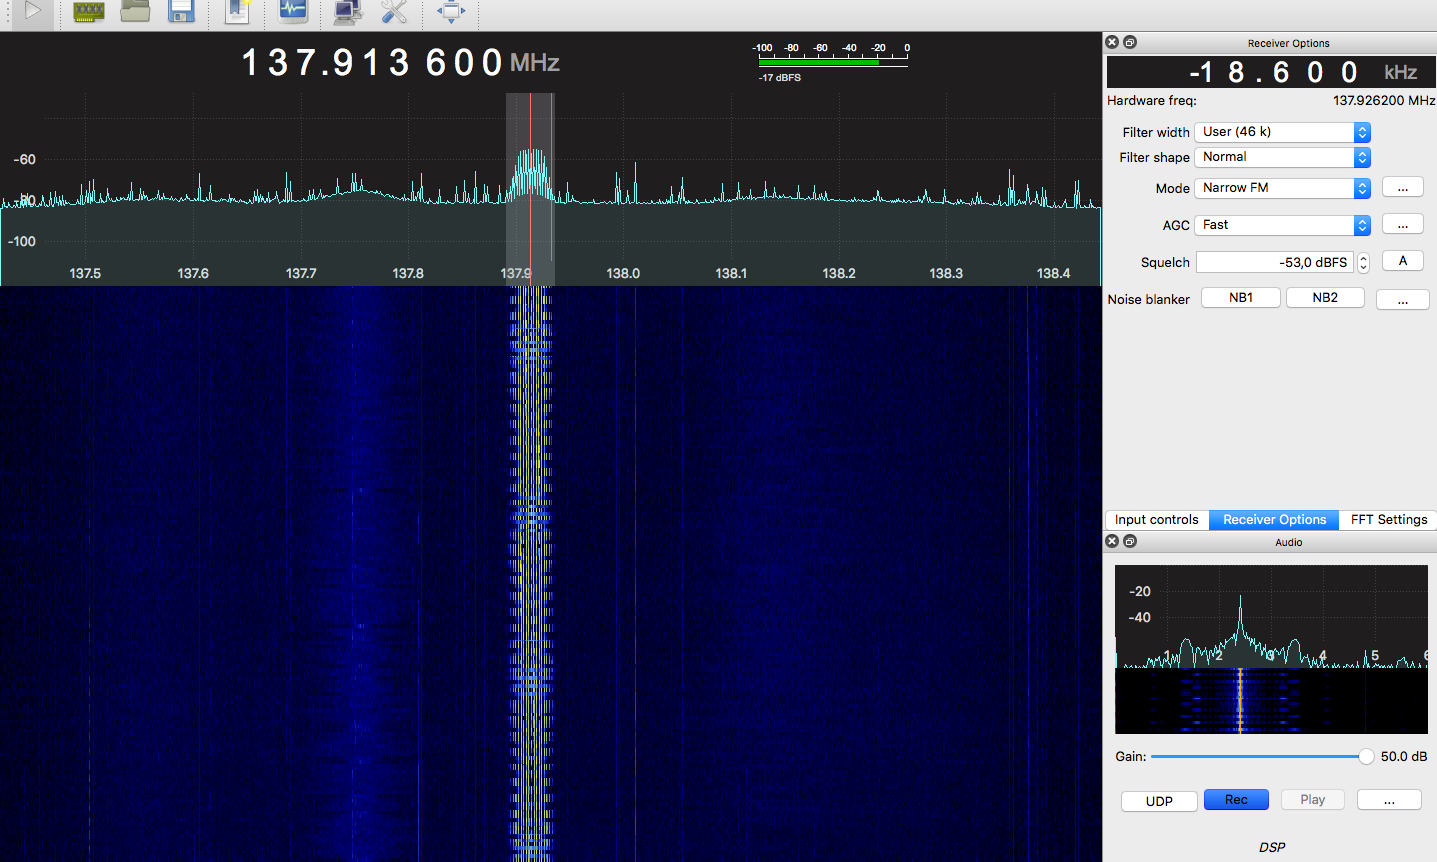 137.913 600 MHz
-100 -80 -60 -40 -20 0
-17 dBFS
-60
-80
-100
137.5 137.6 137.7 137.8 137.9 138.0 138.1 138.2 138.3 138.4
Receiver Options
-18.600 kHz
Hardware freq: 137.926200 MHz
Filter width User (46 k)
Filter shape Normal
Mode Narrow FM ...
AGC Fast ...
Squelch -53,0 dBFS A
Noise blanker NB1 NB2 ...
Input controls Receiver Options FFT Settings
Audio
-20
-40
1 2 3 4 5 6
Gain: 50.0 dB
UDP Rec Play ...
DSP